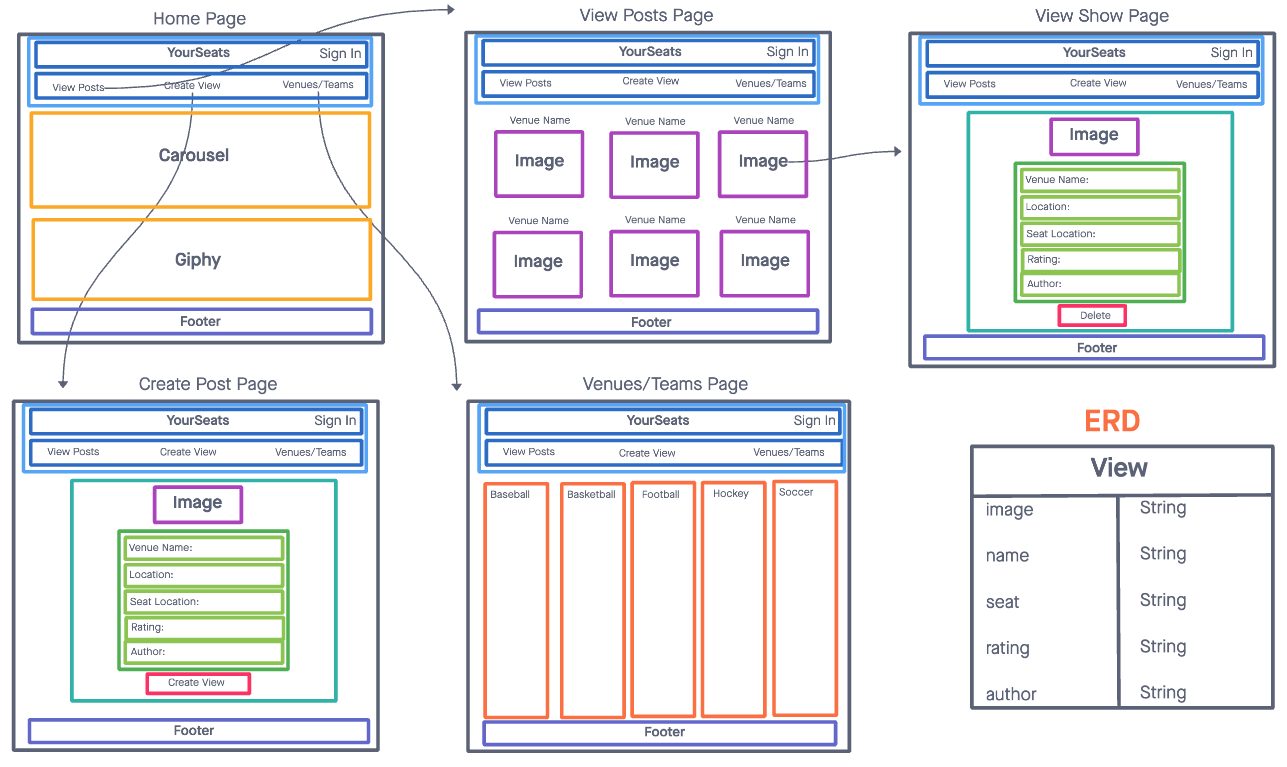 Home Page
YourSeats
Sign In
View Posts
Create View
Venues/Teams
Carousel
Giphy
Footer
View Posts Page
YourSeats
Sign In
View Posts
Create View
Venues/Teams
Venue Name
Venue Name
Venue Name
Image
Image
Image
Venue Name
Venue Name
Venue Name
Image
Image
Image
Footer
View Show Page
YourSeats
Sign In
View Posts
Create View
Venues/Teams
Image
Venue Name:
Location:
Seat Location:
Rating:
Author:
Delete
Footer
Create Post Page
YourSeats
Sign In
View Posts
Create View
Venues/Teams
Image
Venue Name:
Location:
Seat Location:
Rating:
Author:
Create View
Footer
Venues/Teams Page
YourSeats
Sign In
View Posts
Create View
Venues/Teams
Baseball
Basketball
Football
Hockey
Soccer
Footer
ERD
View
image String
name String
seat String
rating String
author String